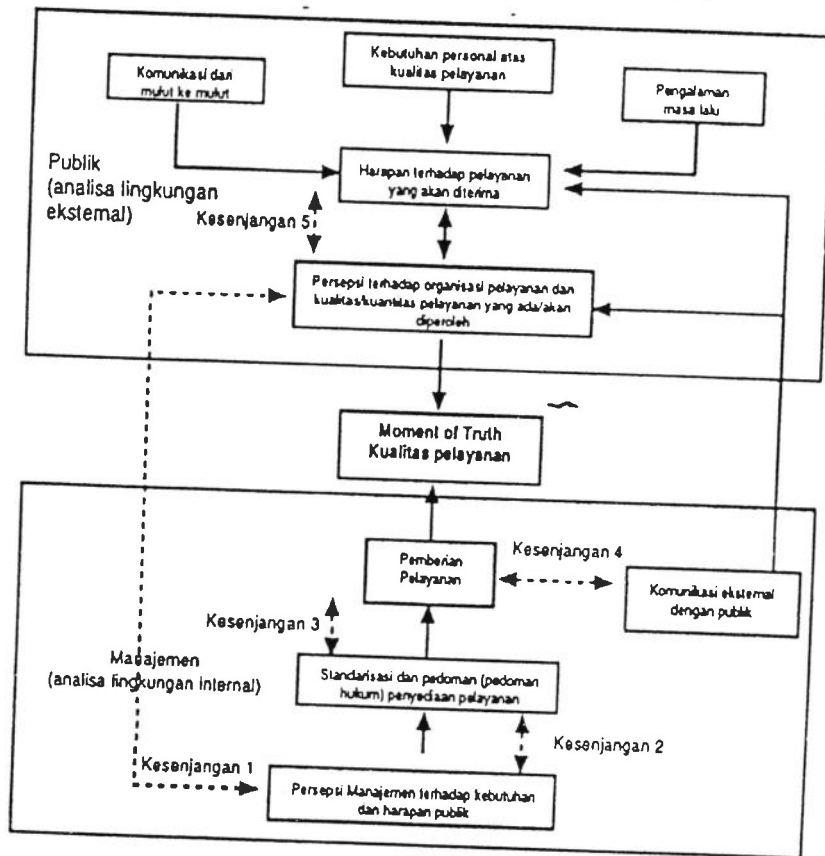 Kebutuhan personal atas
kualitas pelayanan
Komunikasi dari
mulut ke mulut
Pengalaman
masa lalu
Publik
(analisa lingkungan
eksternal)
Harapan terhadap pelayanan
yang akan diterima
Kesenjangan 5
Persepsi terhadap organisasi pelayanan dan
kualitas/kuantitas pelayanan yang ada/akan
diperoleh
Moment of Truth
Kualitas pelayanan
Pemberian
Pelayanan
Kesenjangan 4
Komunikasi eksternal
dengan publik
Kesenjangan 3
Manajemen
(analisa lingkungan internal)
Standarisasi dan pedoman (pedoman
hukum) penyediaan pelayanan
Kesenjangan 2
Kesenjangan 1
Persepsi Manajemen terhadap kebutuhan
dan harapan publik